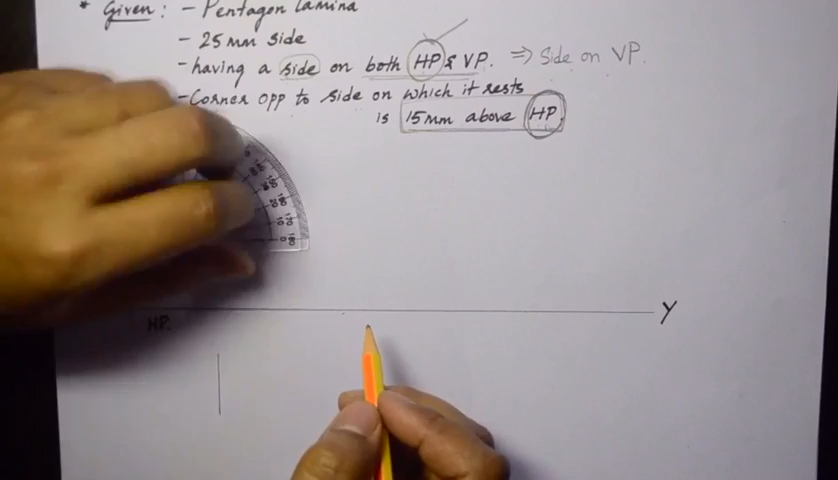 * Given : - Pentagon lamina
- 25 mm side
- having a side on both HP & VP. ⇒ Side on VP.
- Corner opp to side on which it rests
is 15 mm above HP.
Y
HP.